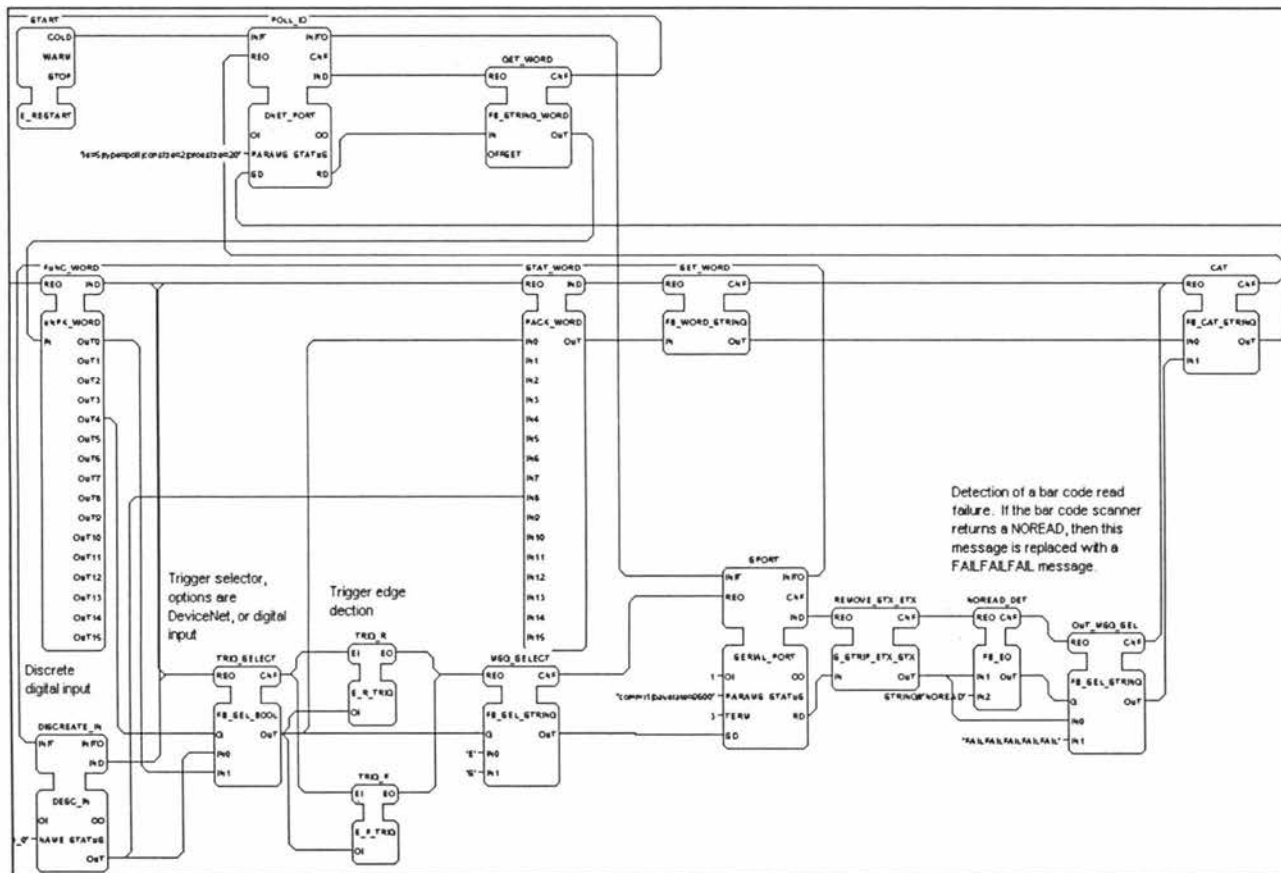 START
COLD
WARM
STOP
E_RESTART
POLL_IO
INIT INITO
REQ CNF
IND
DNET_PORT
QI QO
PARAMS STATUS
SD RD
GET_WORD
REQ CNF
FB_STRING_WORD
IN OUT
OFFSET
FUNC_WORD
REQ IND
UNPK_WORD
IN OUT0
OUT1
OUT2
OUT3
OUT4
OUT5
OUT6
OUT7
OUT8
OUT9
OUT10
OUT11
OUT12
OUT13
OUT14
OUT15
STAT_WORD
REQ IND
PACK_WORD
IN0 OUT
IN1
IN2
IN3
IN4
IN5
IN6
IN7
IN8
IN9
IN10
IN11
IN12
IN13
IN14
IN15
SET_WORD
REQ CNF
FB_WORD_STRING
IN OUT
CAT
REQ CNF
FB_CAT_STRING
IN0 OUT
IN1
Discrete
digital input
DISCREATE_IN
INIT INITO
IND
DESC_IN
QI QO
NAME STATUS
OUT
Trigger selector,
options are
DeviceNet, or digital
input
TRIG_SELECT
REQ CNF
FB_SEL_BOOL
G OUT
IN0
IN1
Trigger edge
dection
TRIG_R
EI EO
E_R_TRIG
QI
TRIG_F
EI EO
E_F_TRIG
QI
MSG_SELECT
REQ CNF
FB_SEL_STRING
G OUT
"E" IN0
"S" IN1
SPORT
INIT INITO
REQ CNF
IND
SERIAL_PORT
1 QI QO
PARAMS STATUS
3 TERM RD
SD
REMOVE_STX_ETX
REQ CNF
S_STRIP_ETX_STX
IN OUT
Detection of a bar code read
failure. If the bar code scanner
returns a NOREAD, then this
message is replaced with a
FAILFAILFAIL message.
NOREAD_DET
REQ CNF
FB_EQ
IN1 OUT
STRING#"NOREAD" IN2
OUT_MSG_SEL
REQ CNF
FB_SEL_STRING
G OUT
IN0
"FAILFAILFAILFAILFAIL" IN1